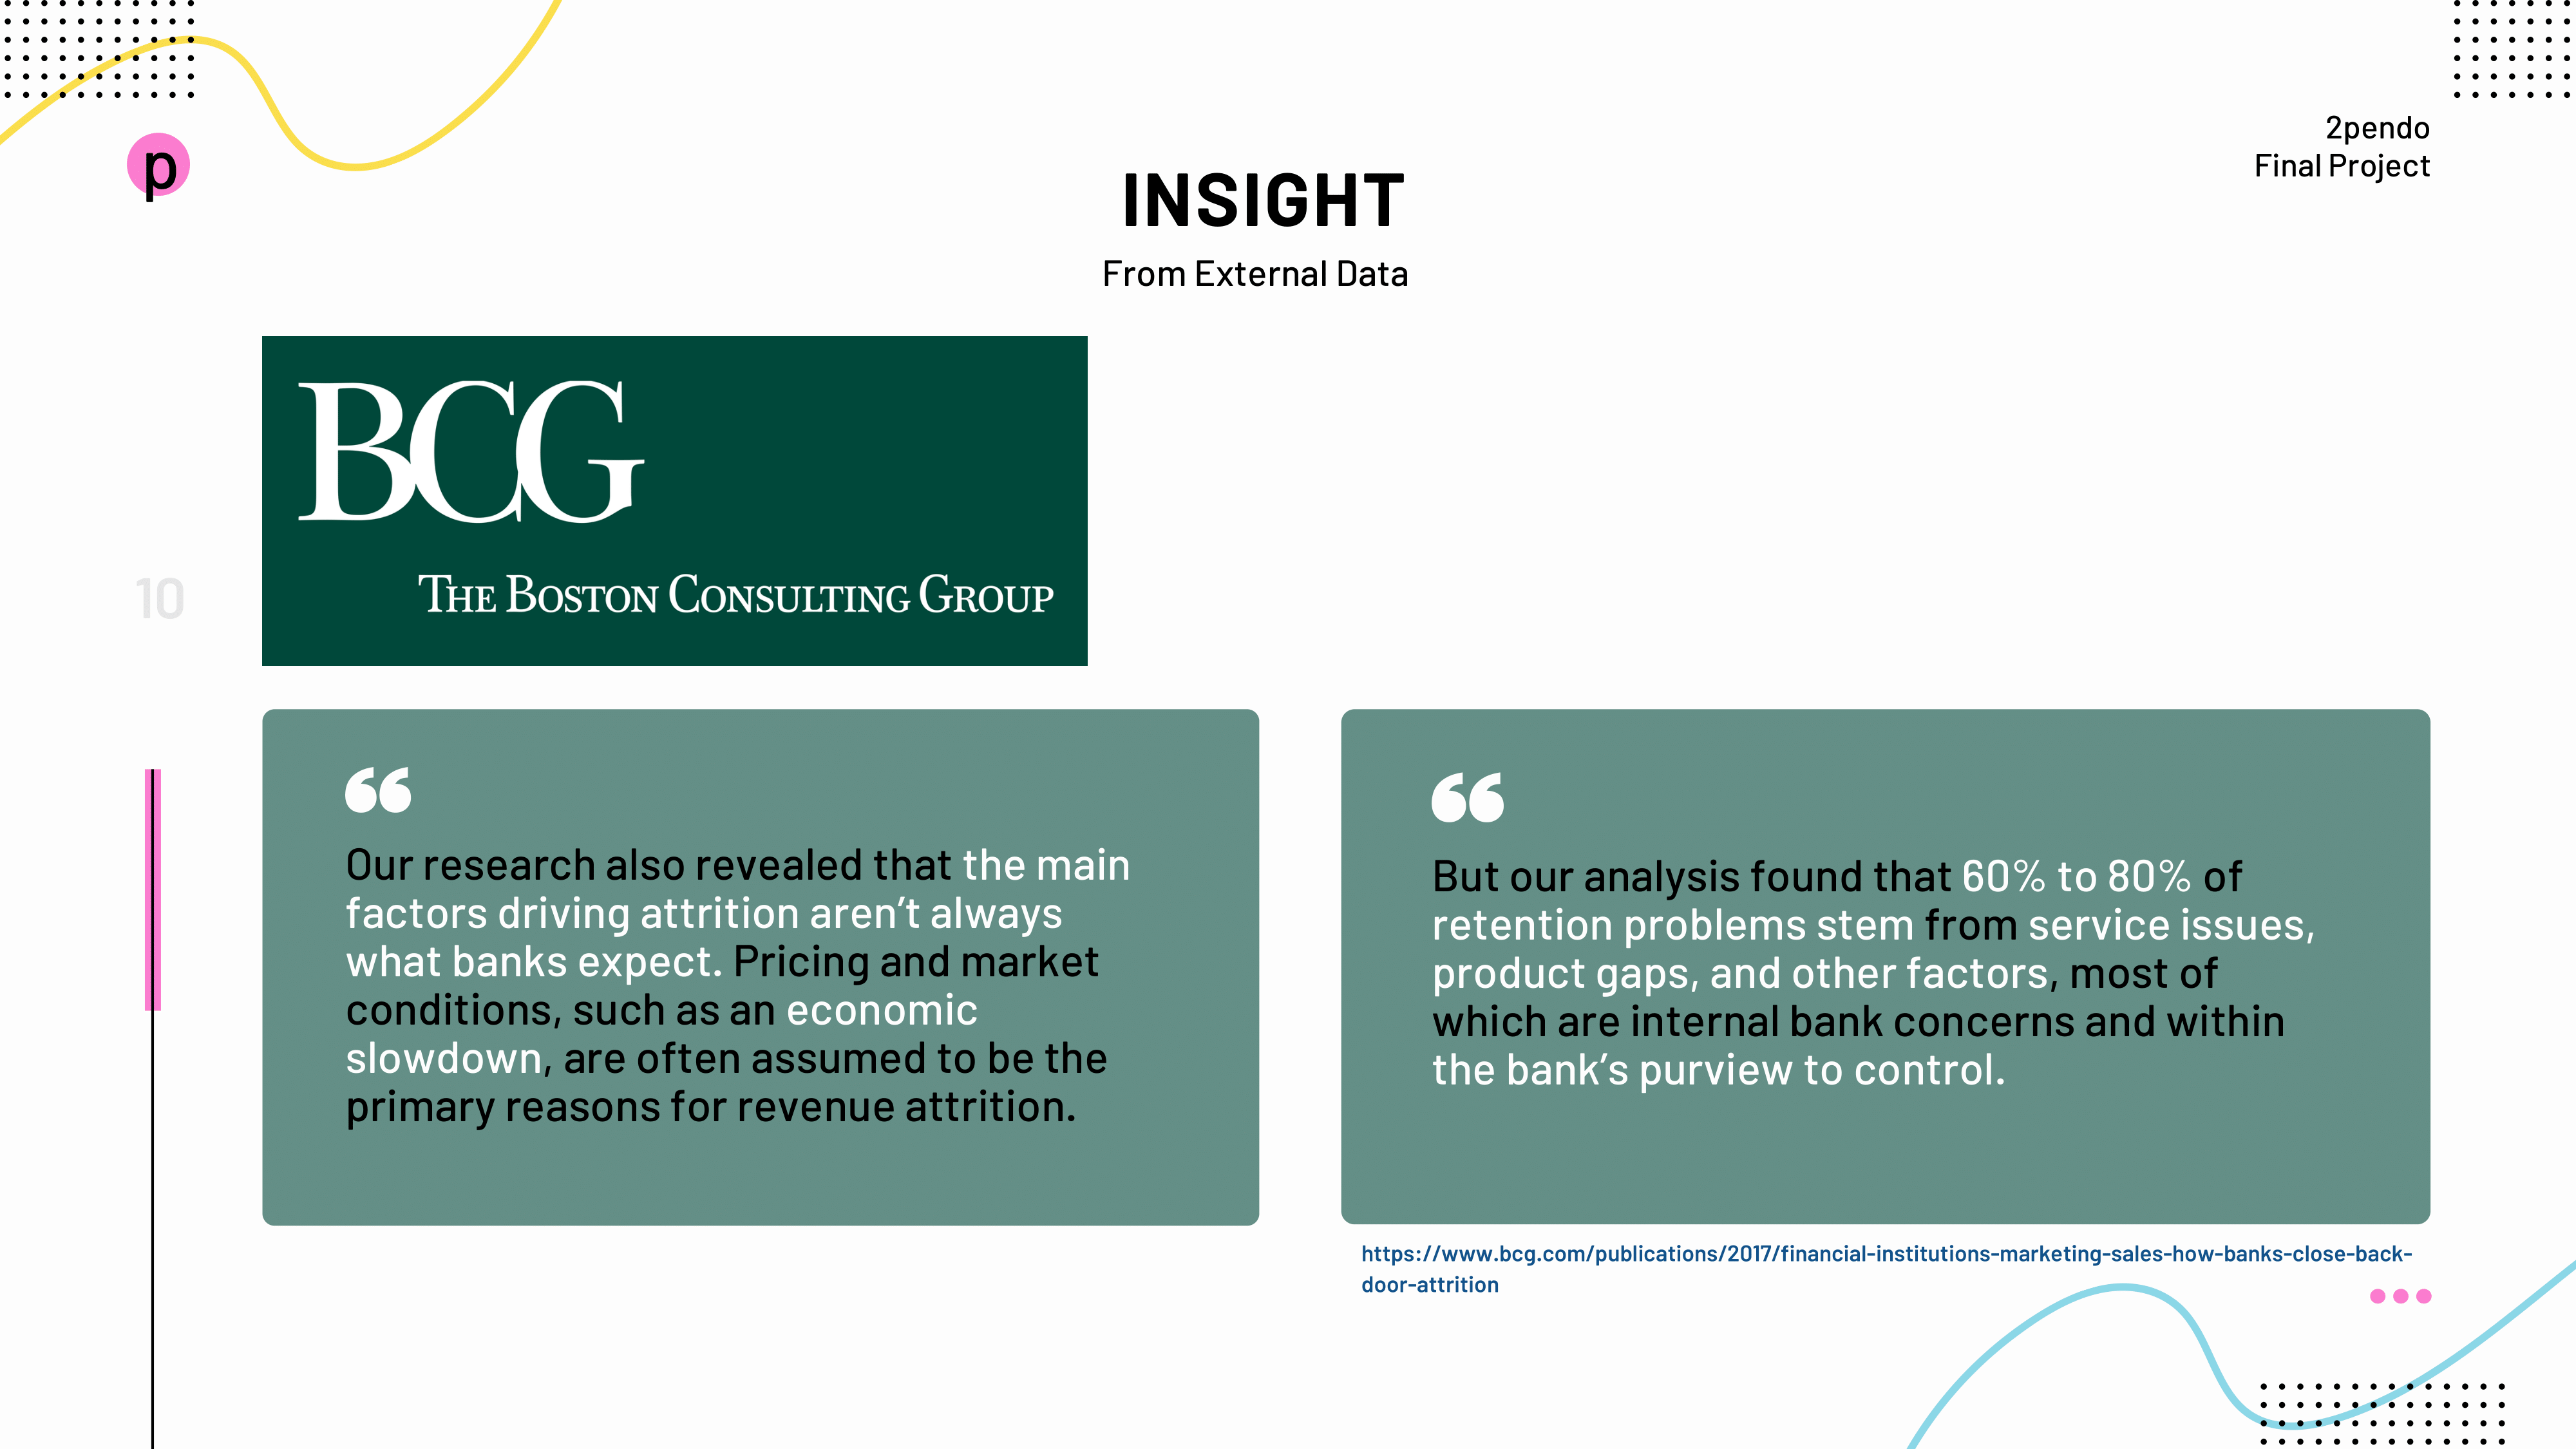 p
2pendo
Final Project
INSIGHT
From External Data
BCG
THE BOSTON CONSULTING GROUP
10
“
Our research also revealed that the main
factors driving attrition aren’t always
what banks expect. Pricing and market
conditions, such as an economic
slowdown, are often assumed to be the
primary reasons for revenue attrition.
“
But our analysis found that 60% to 80% of
retention problems stem from service issues,
product gaps, and other factors, most of
which are internal bank concerns and within
the bank’s purview to control.
https://www.bcg.com/publications/2017/financial-institutions-marketing-sales-how-banks-close-back-
door-attrition